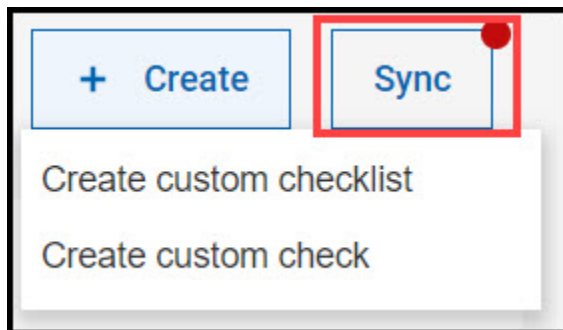 + Create
Sync
Create custom checklist
Create custom check